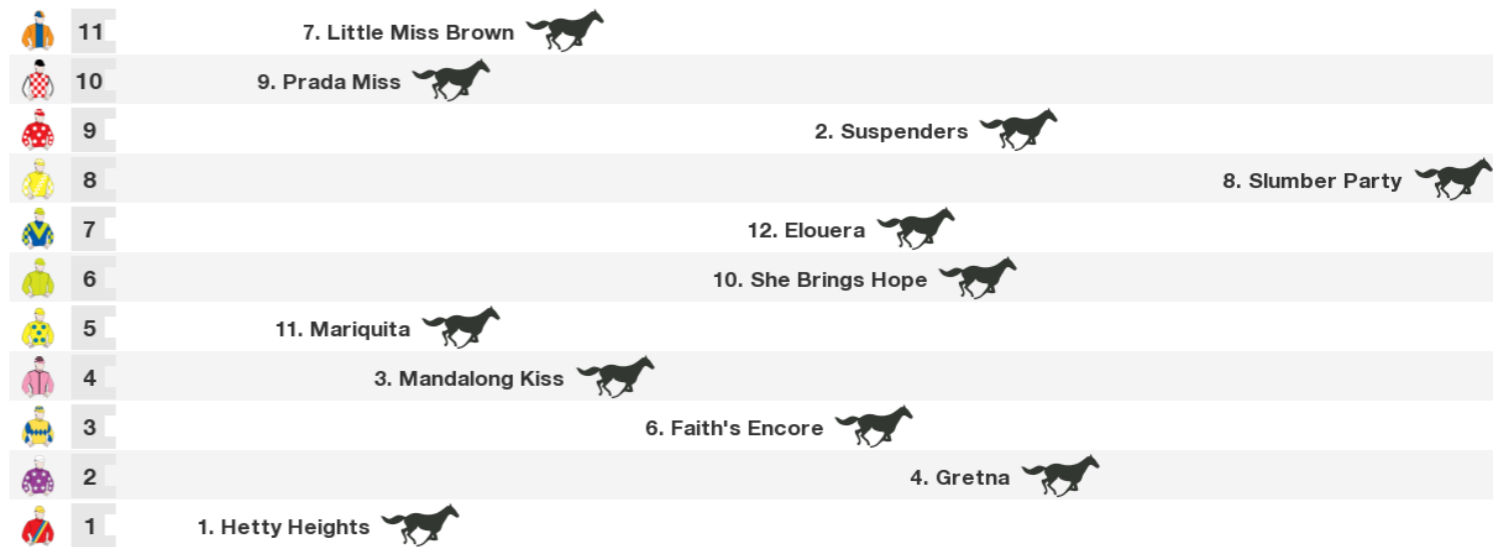 11 7. Little Miss Brown
10 9. Prada Miss
9 2. Suspenders
8 8. Slumber Party
7 12. Elouera
6 10. She Brings Hope
5 11. Mariquita
4 3. Mandalong Kiss
3 6. Faith's Encore
2 4. Gretna
1 1. Hetty Heights